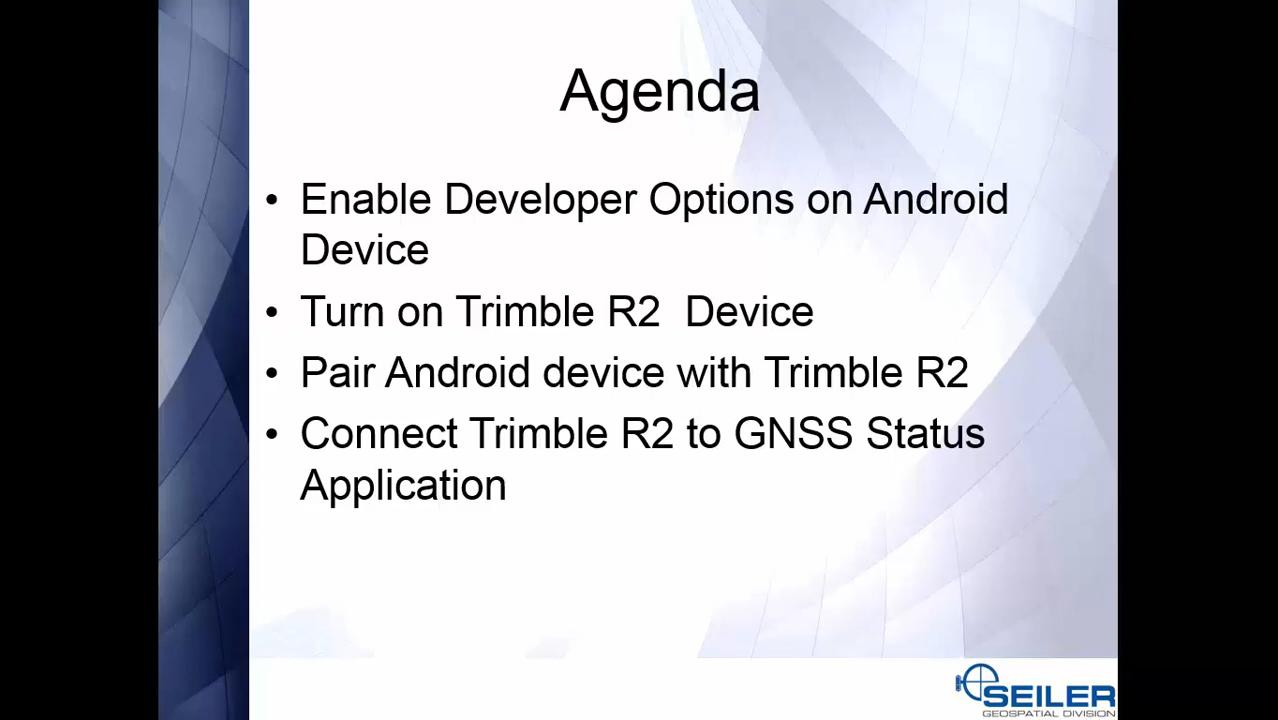 Agenda
• Enable Developer Options on Android
Device
• Turn on Trimble R2  Device
• Pair Android device with Trimble R2
• Connect Trimble R2 to GNSS Status
Application
SEILER
GEOSPATIAL DIVISION